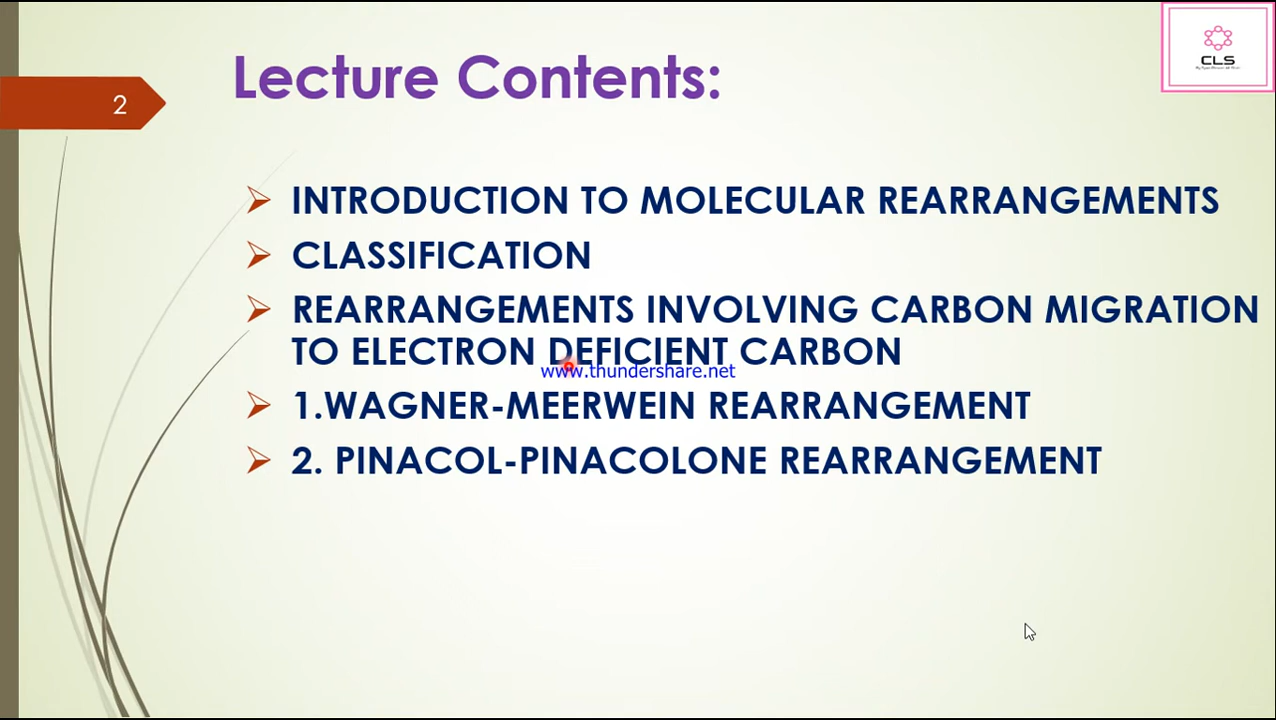 Lecture Contents:
CLS
2
INTRODUCTION TO MOLECULAR REARRANGEMENTS
CLASSIFICATION
REARRANGEMENTS INVOLVING CARBON MIGRATION
TO ELECTRON DEFICIENT CARBON
www.thundershare.net
1.WAGNER-MEERWEIN REARRANGEMENT
2. PINACOL-PINACOLONE REARRANGEMENT